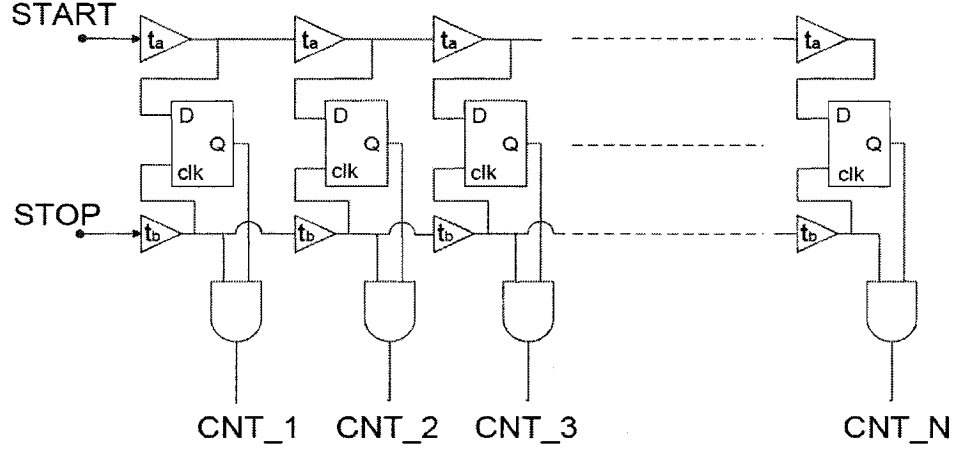 START
ta ta ta ta
D D D D
Q Q Q Q
clk clk clk clk
STOP
tb tb tb tb
CNT_1 CNT_2 CNT_3 CNT_N